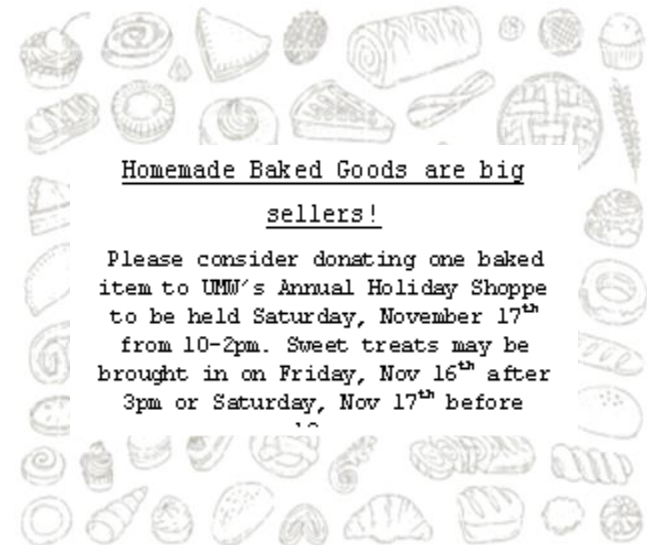 Homemade Baked Goods are big
sellers!
Please consider donating one baked
item to UMW's Annual Holiday Shoppe
to be held Saturday, November 17th
from 10-2pm. Sweet treats may be
brought in on Friday, Nov 16th after
3pm or Saturday, Nov 17th before